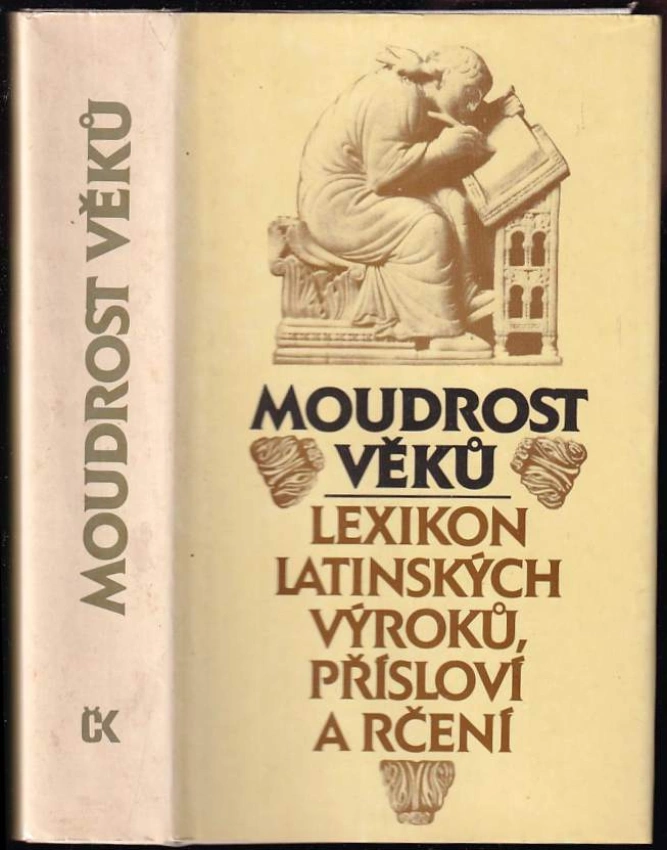 MOUDROST VĚKŮ
ČK
MOUDROST
VĚKŮ
LEXIKON
LATINSKÝCH
VÝROKŮ,
PŘÍSLOVÍ
A RČENÍ